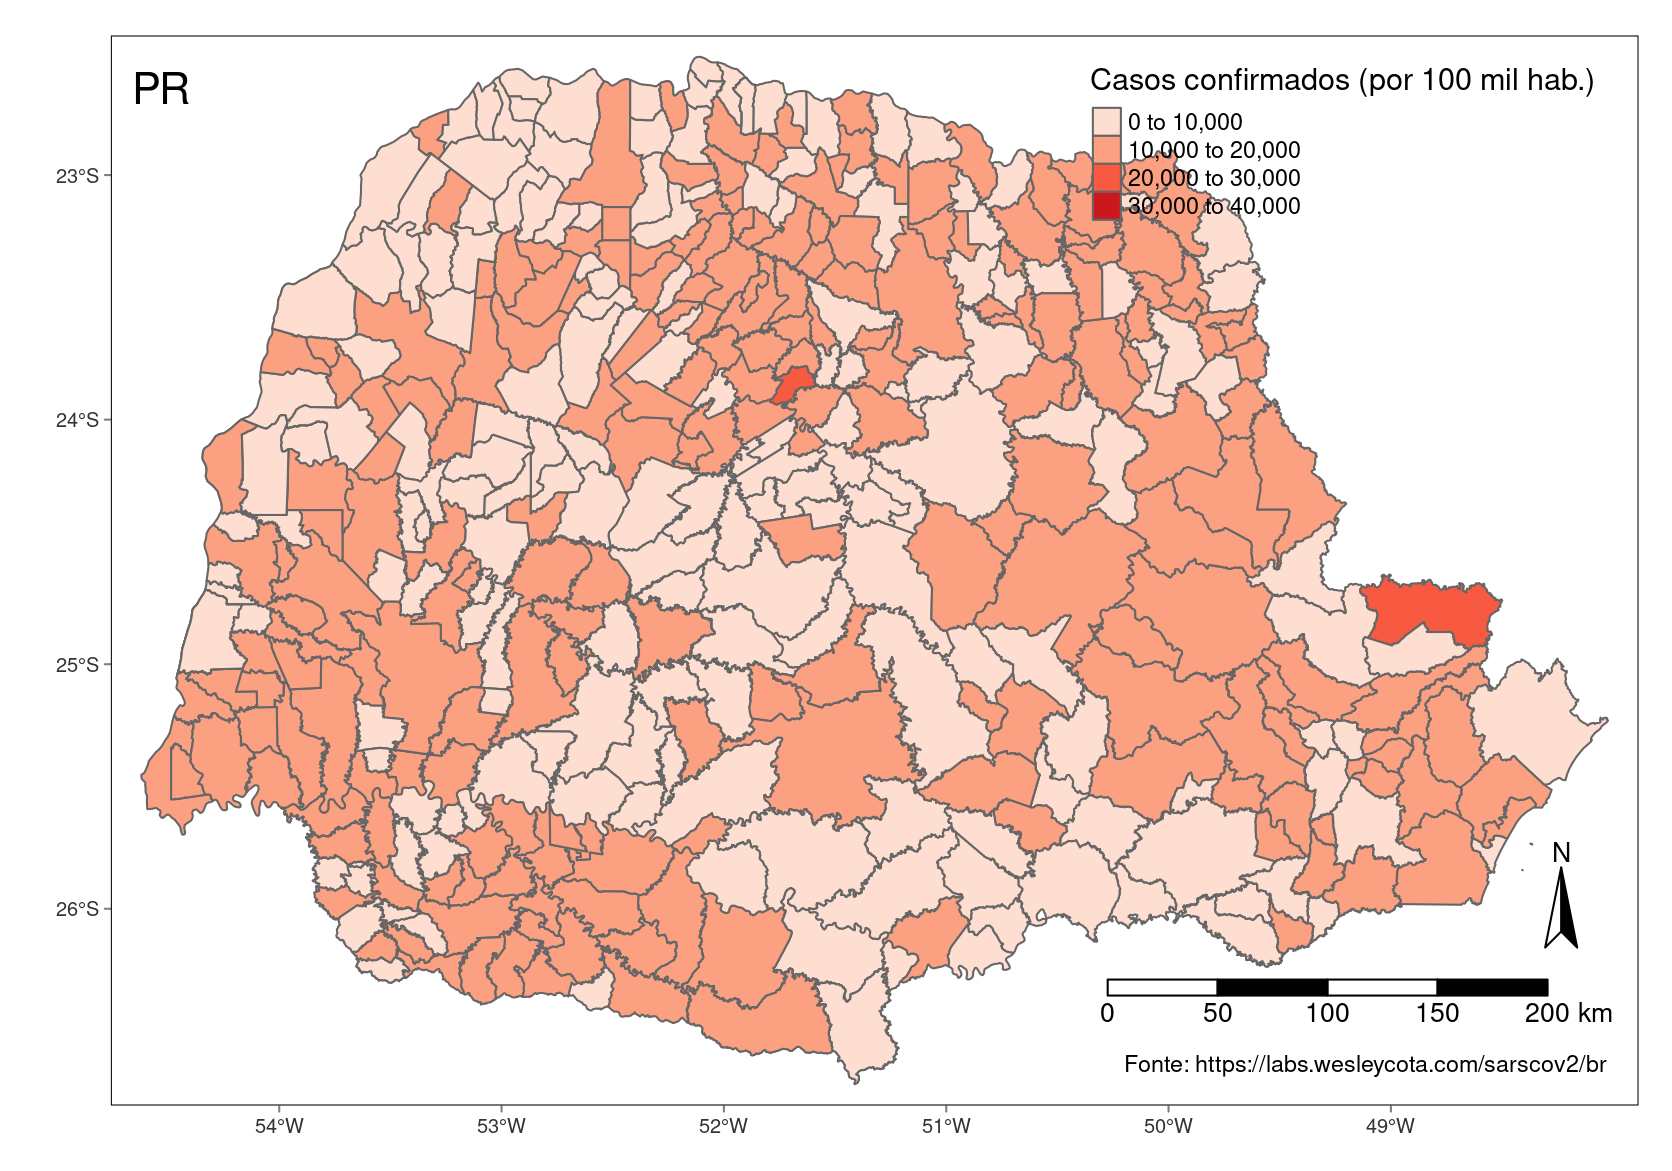 PR
Casos confirmados (por 100 mil hab.)
0 to 10,000
10,000 to 20,000
20,000 to 30,000
30,000 to 40,000
23°S
24°S
25°S
26°S
N
0 50 100 150 200 km
Fonte: https://labs.wesleycota.com/sarscov2/br
54°W 53°W 52°W 51°W 50°W 49°W